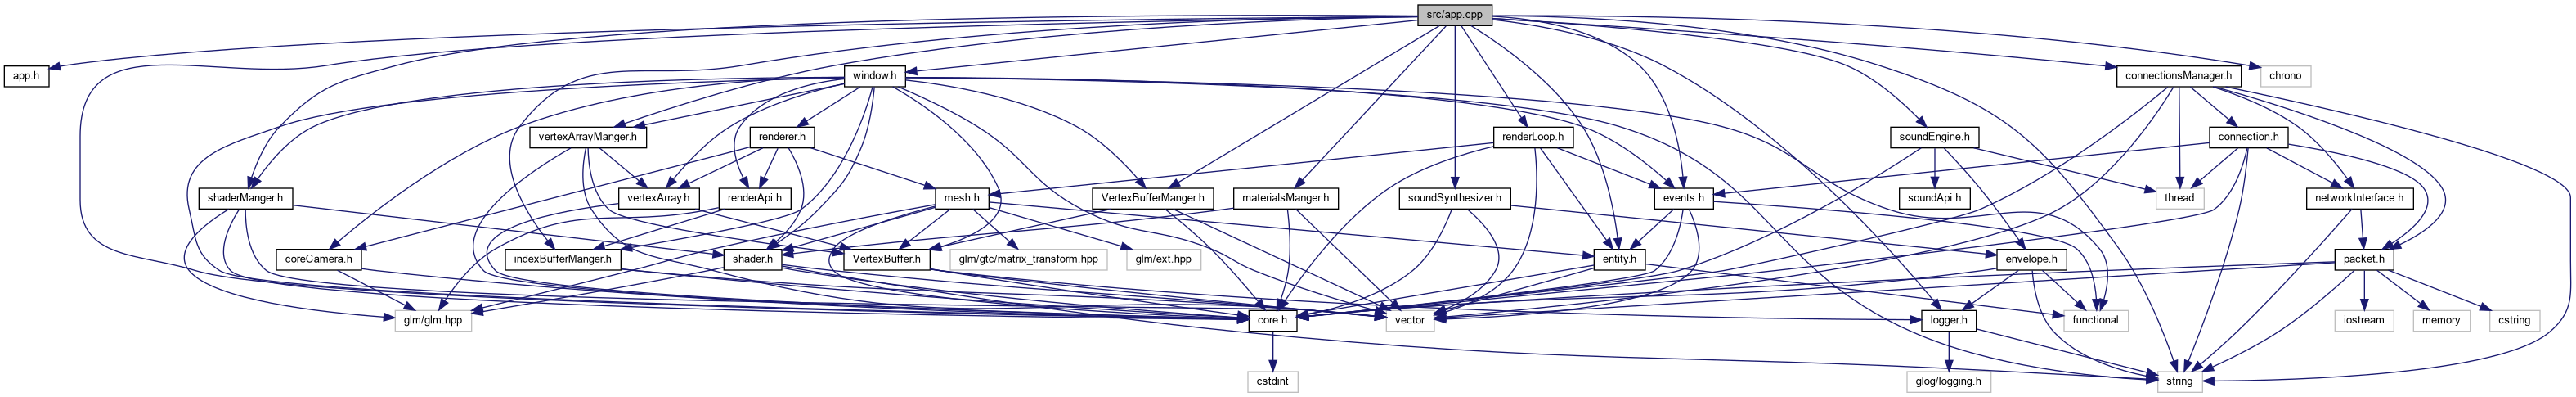 src/app.cpp
app.h
window.h
connectionsManager.h
chrono
vertexArrayManger.h
renderer.h
renderLoop.h
soundEngine.h
connection.h
shaderManger.h
vertexArray.h
renderApi.h
mesh.h
VertexBufferManger.h
materialsManger.h
soundSynthesizer.h
events.h
soundApi.h
thread
networkInterface.h
coreCamera.h
indexBufferManger.h
shader.h
VertexBuffer.h
glm/gtc/matrix_transform.hpp
glm/ext.hpp
entity.h
envelope.h
packet.h
glm/glm.hpp
core.h
vector
logger.h
functional
iostream
memory
cstring
cstdint
glog/logging.h
string